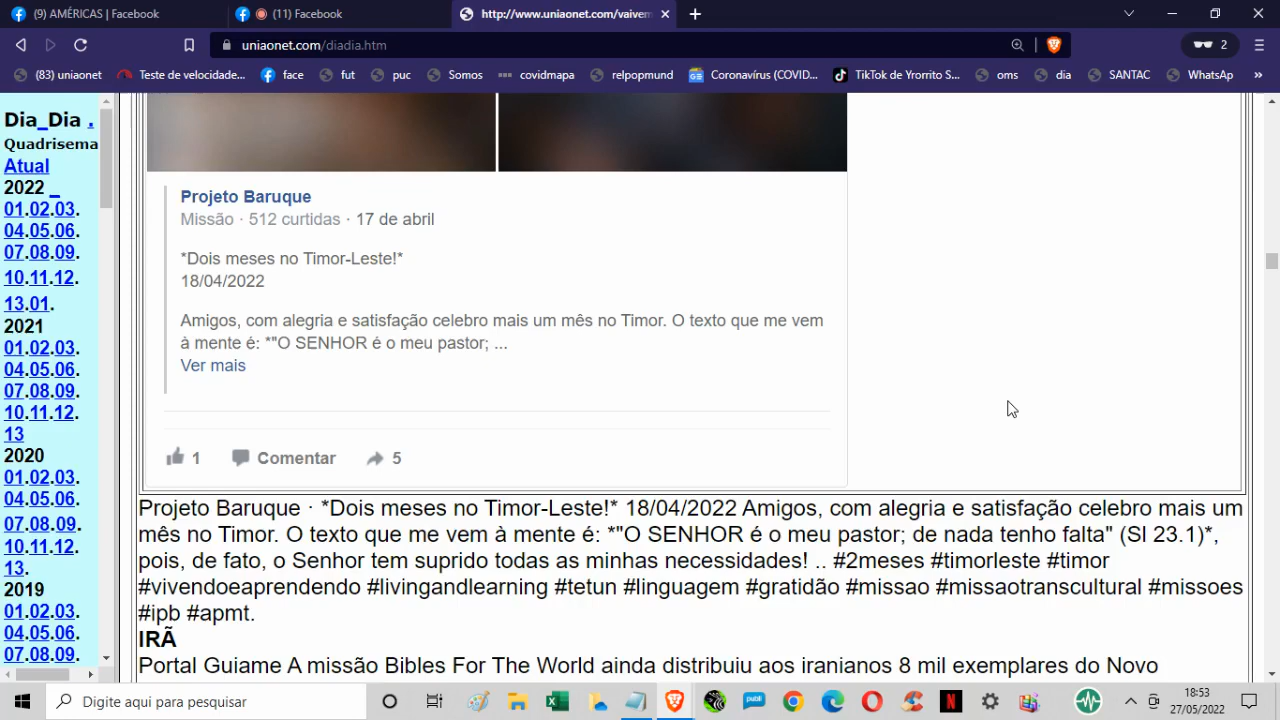 (9) AMÉRICAS | Facebook
(11) Facebook
http://www.uniaonet.com/vaivem
uniaonet.com/diadia.htm
2
(83) uniaonet
Teste de velocidade...
face
fut
puc
Somos
covidmapa
relpopmund
Coronavírus (COVID...
TikTok de Yrorrito S...
oms
dia
SANTAC
WhatsAp
»
Dia_Dia .
Quadrisema
Atual
2022 _
01.02.03.
04.05.06.
07.08.09.
10.11.12.
13.01.
2021
01.02.03.
04.05.06.
07.08.09.
10.11.12.
13
2020
01.02.03.
04.05.06.
07.08.09.
10.11.12.
13.
2019
01.02.03.
04.05.06.
07.08.09.
Projeto Baruque
Missão · 512 curtidas · 17 de abril
*Dois meses no Timor-Leste!*
18/04/2022
Amigos, com alegria e satisfação celebro mais um mês no Timor. O texto que me vem
à mente é: *"O SENHOR é o meu pastor; ...
Ver mais
1
Comentar
5
Projeto Baruque · *Dois meses no Timor-Leste!* 18/04/2022 Amigos, com alegria e satisfação celebro mais um
mês no Timor. O texto que me vem à mente é: *"O SENHOR é o meu pastor; de nada tenho falta" (Sl 23.1)*,
pois, de fato, o Senhor tem suprido todas as minhas necessidades! .. #2meses #timorleste #timor
#vivendoeaprendendo #livingandlearning #tetun #linguagem #gratidão #missao #missaotranscultural #missoes
#ipb #apmt.
IRÃ
Portal Guiame A missão Bibles For The World ainda distribuiu aos iranianos 8 mil exemplares do Novo
Digite aqui para pesquisar
publi
N
18:53
27/05/2022